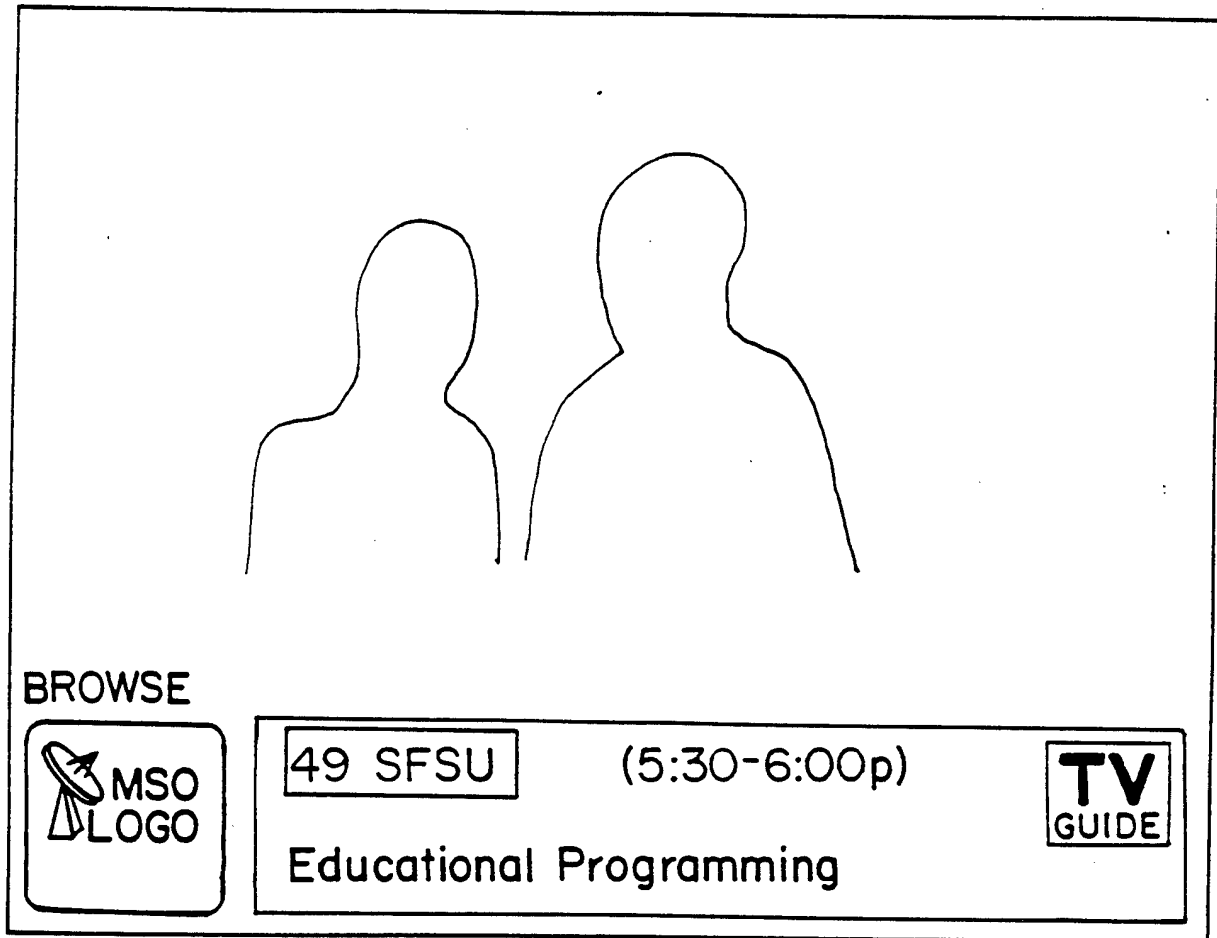 BROWSE
MSO
LOGO
49 SFSU (5:30-6:00p)
Educational Programming
TV
GUIDE